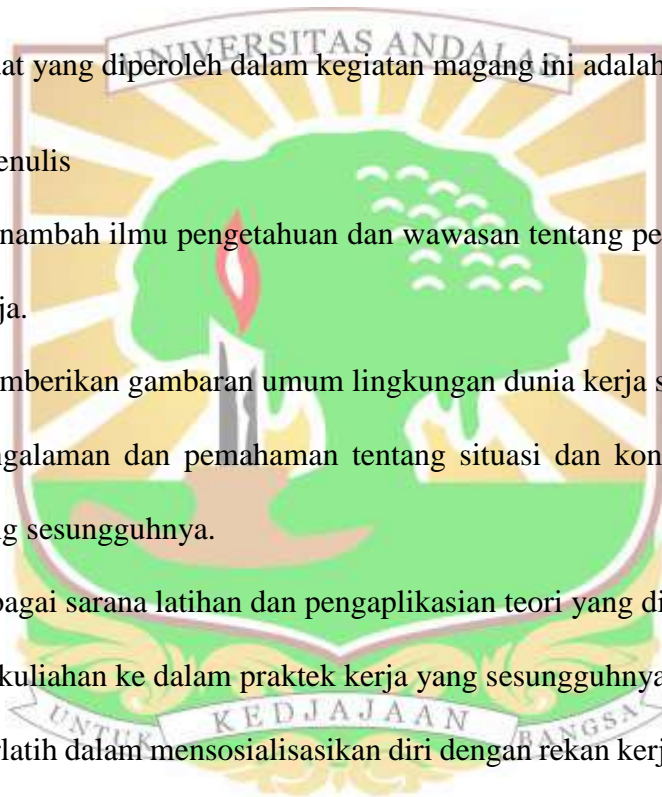 UNIVERSITAS ANDALAS
at yang diperoleh dalam kegiatan magang ini adalah
enulis
nambah ilmu pengetahuan dan wawasan tentang pe
ja.
mberikan gambaran umum lingkungan dunia kerja s
ngalaman dan pemahaman tentang situasi dan kon
ng sesungguhnya.
bagai sarana latihan dan pengaplikasian teori yang di
kuliahan ke dalam praktek kerja yang sesungguhnya
UNTUK KEDJAJAAN BANGSA
rlatih dalam mensosialisasikan diri dengan rekan kerj